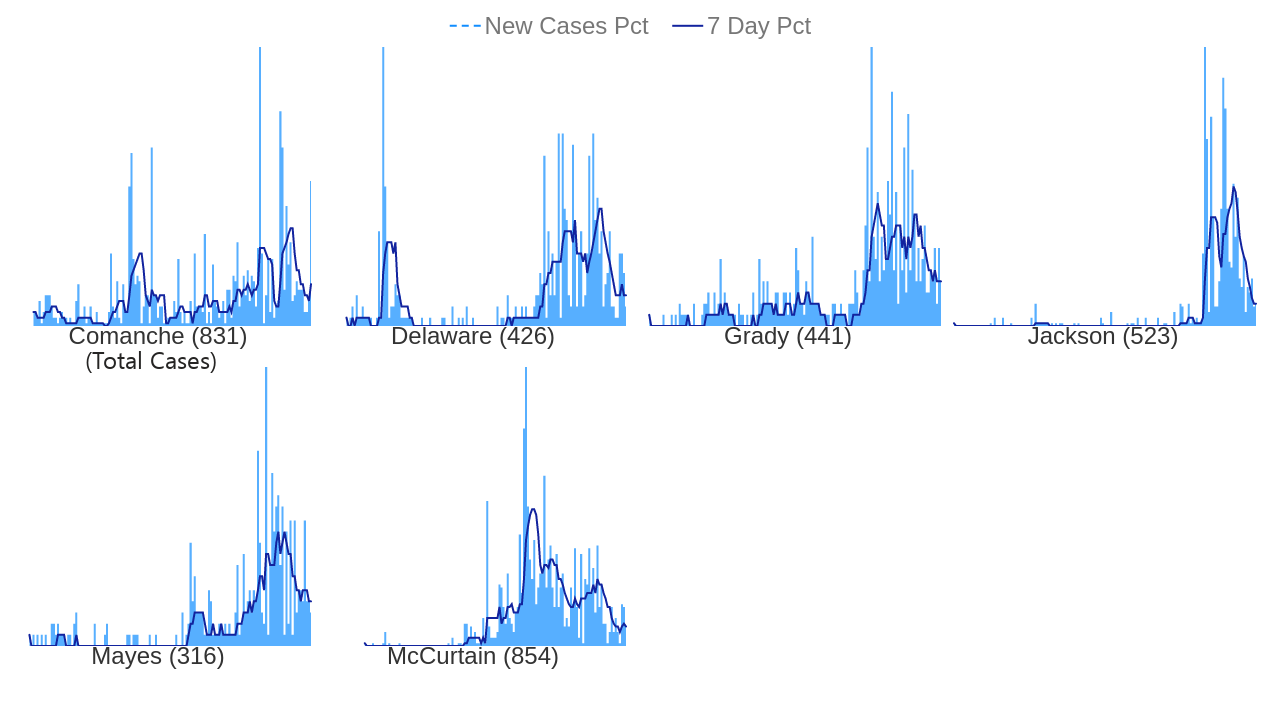 New Cases Pct 7 Day Pct
Comanche (831) Delaware (426) Grady (441) Jackson (523)
(Total Cases)
Mayes (316) McCurtain (854)